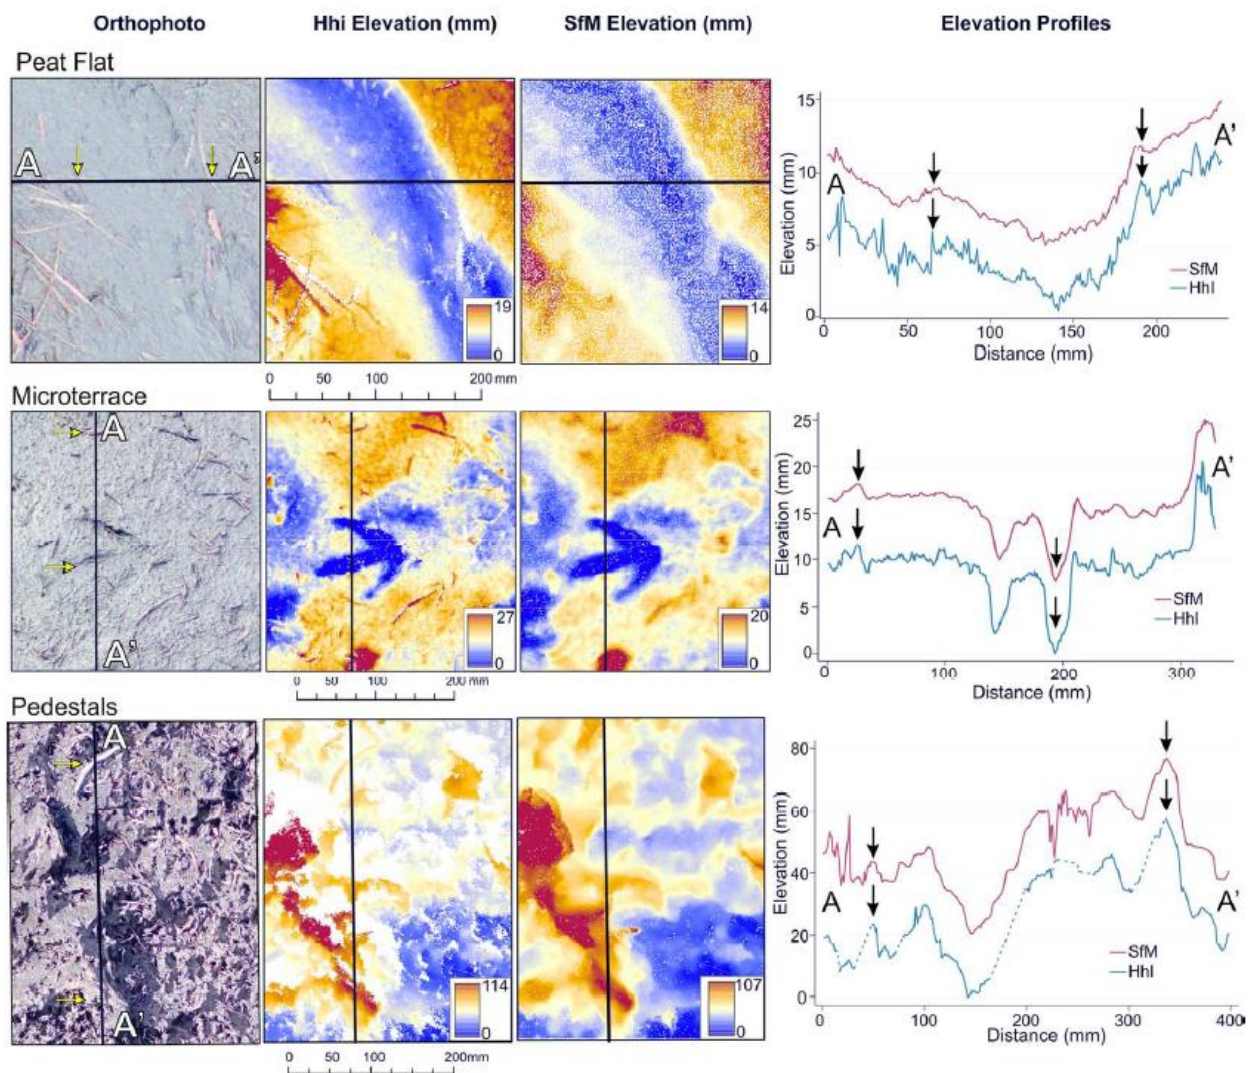 Orthophoto Hhi Elevation (mm) SfM Elevation (mm) Elevation Profiles
Peat Flat
A A'
19
0
14
0
0 50 100 200 mm
15
10
5
0
Elevation (mm)
A A'
SfM
HhI
0 50 100 150 200
Distance (mm)
Microterrace
A
A'
27
0
20
0
0 50 100 200 mm
25
20
15
10
5
0
Elevation (mm)
A A'
SfM
HhI
0 100 200 300
Distance (mm)
Pedestals
A
A'
114
0
107
0
0 50 100 200mm
80
60
40
20
0
Elevation (mm)
A A'
SfM
HhI
0 100 200 300 400
Distance (mm)